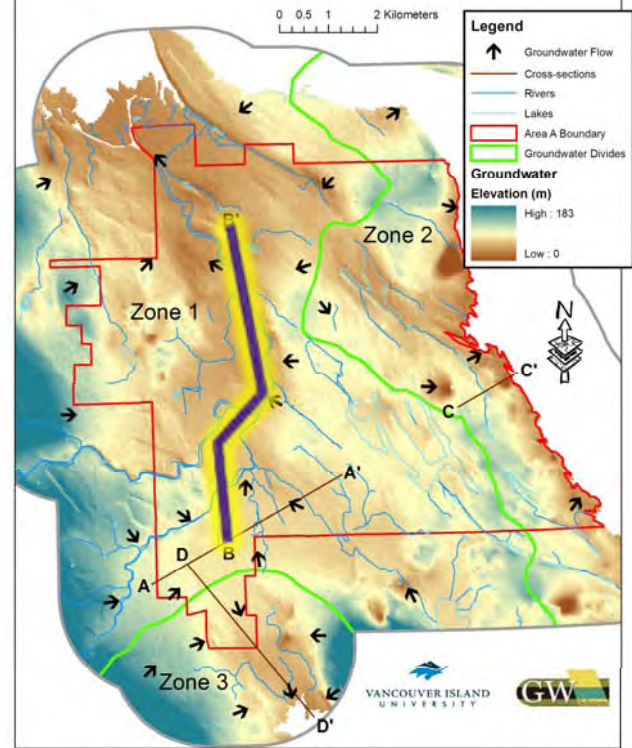 0 0.5 1 2 Kilometers
Legend
Groundwater Flow
Cross-sections
Rivers
Lakes
Area A Boundary
Groundwater Divides
Groundwater
Elevation (m)
High : 183
Low : 0
B'
Zone 2
Zone 1
N
C'
C
A'
B
D
A
Zone 3
D'
VANCOUVER ISLAND
UNIVERSITY
GW